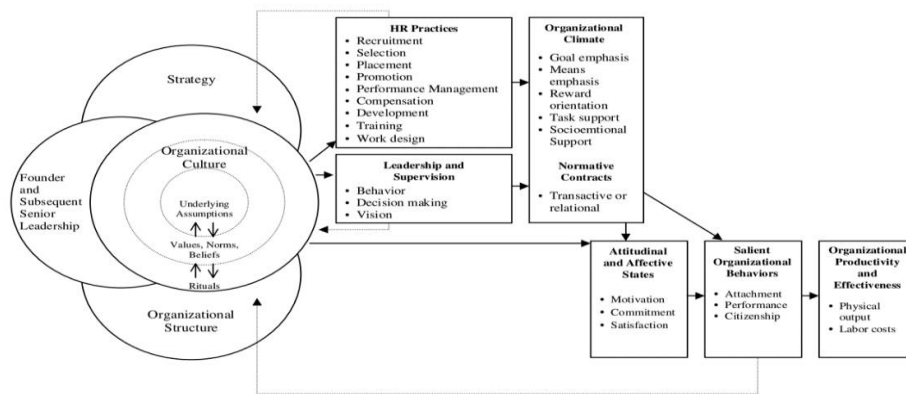 Strategy
Founder
and
Subsequent
Senior
Leadership
Organizational
Culture
Underlying
Assumptions
Values, Norms,
Beliefs
Rituals
Organizational
Structure
HR Practices
• Recruitment
• Selection
• Placement
• Promotion
• Performance Management
• Compensation
• Development
• Training
• Work design
Leadership and
Supervision
• Behavior
• Decision making
• Vision
Organizational
Climate
• Goal emphasis
• Means
emphasis
• Reward
orientation
• Task support
• Socioemtional
Support
Normative
Contracts
• Transactive or
relational
Attitudinal
and Affective
States
• Motivation
• Commitment
• Satisfaction
Salient
Organizational
Behaviors
• Attachment
• Performance
• Citizenship
Organizational
Productivity
and
Effectiveness
• Physical
output
• Labor costs